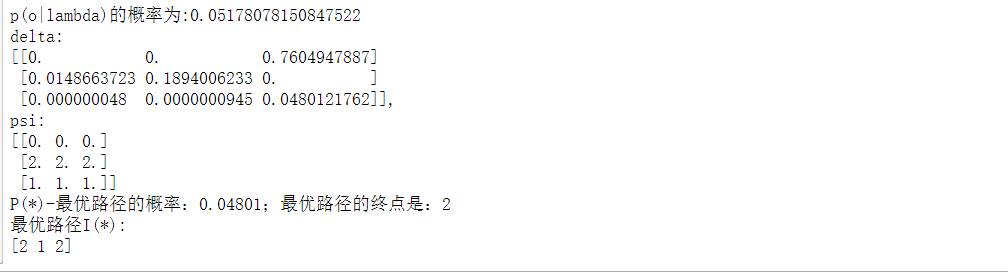 p(o|lambda)的概率为:0.05178078150847522
delta:
[[0.           0.           0.7604947887]
 [0.0148663723 0.1894006233 0.          ]
 [0.000000048  0.0000000945 0.0480121762]],
psi:
[[0. 0. 0.]
 [2. 2. 2.]
 [1. 1. 1.]]
P(*)-最优路径的概率：0.04801；最优路径的终点是：2
最优路径I(*):
[2 1 2]